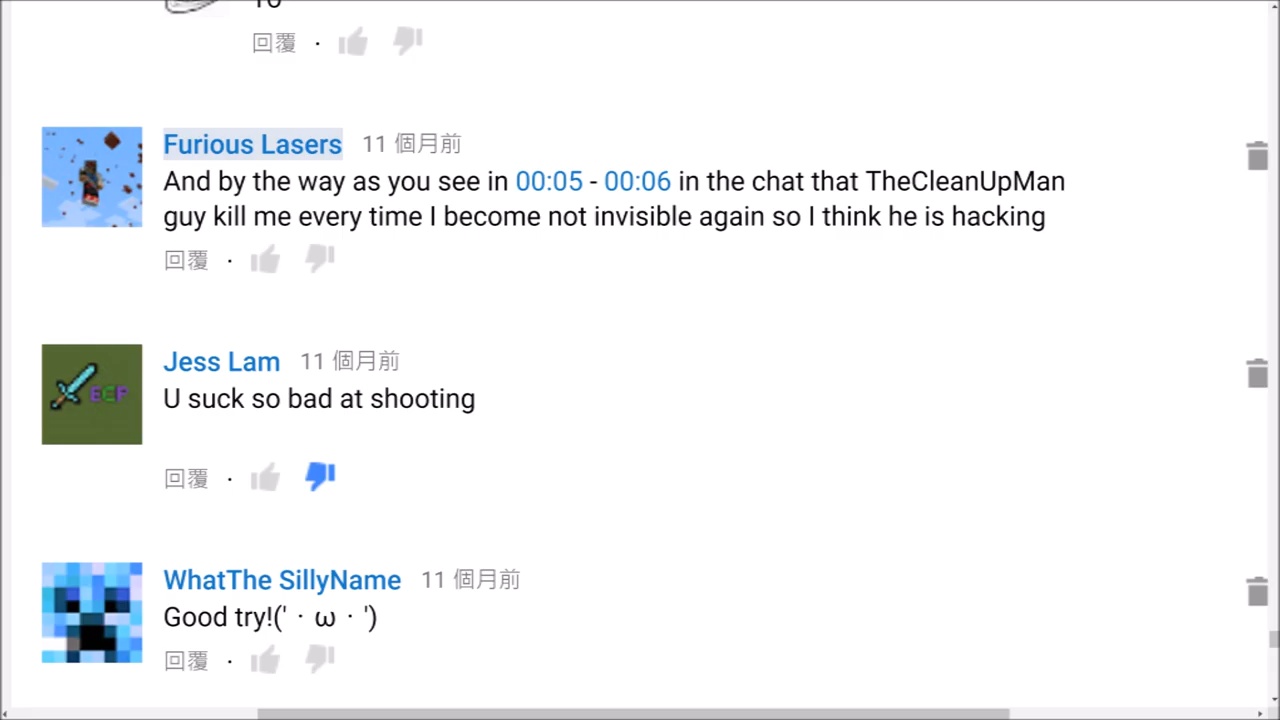 10
回覆 ·
Furious Lasers 11 個月前
And by the way as you see in 00:05 - 00:06 in the chat that TheCleanUpMan
guy kill me every time I become not invisible again so I think he is hacking
回覆 ·
Jess Lam 11 個月前
U suck so bad at shooting
回覆 ·
WhatThe SillyName 11 個月前
Good try!('・ω・')
回覆 ·